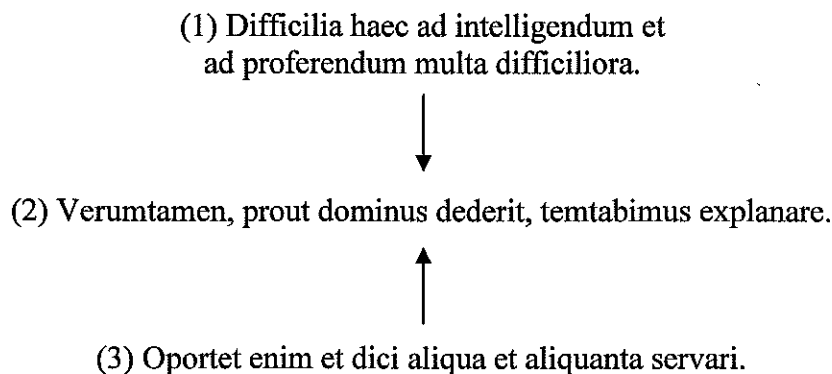 (1) Difficilia haec ad intelligendum et
ad proferendum multa difficiliora.
(2) Verumtamen, prout dominus dederit, temtabimus explanare.
(3) Oportet enim et dici aliqua et aliquanta servari.